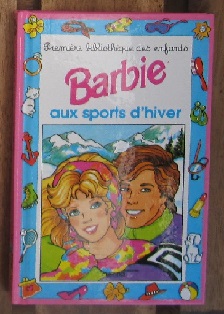 Première bibliothèque des enfants
Barbie
aux sports d'hiver